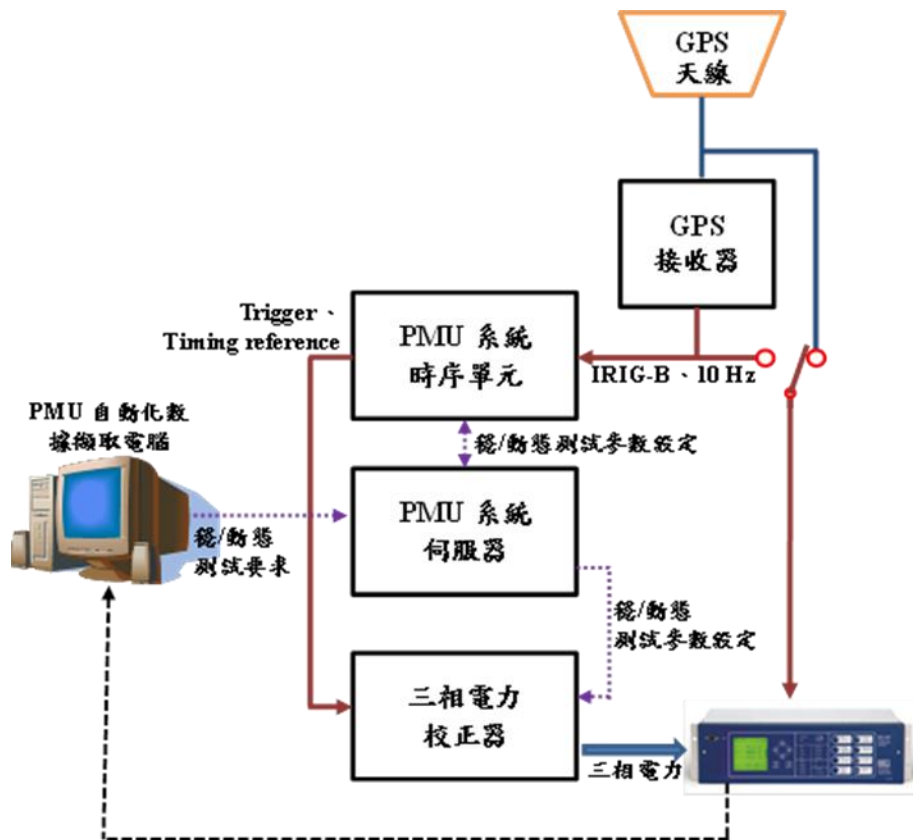 GPS
天線
GPS
接收器
Trigger、
Timing reference
PMU 系統
時序單元
IRIG-B、10 Hz
PMU 自動化數
據擷取電腦
穩/動態測試參數設定
PMU 系統
伺服器
穩/動態
測試要求
穩/動態
測試參數設定
三相電力
校正器
三相電力